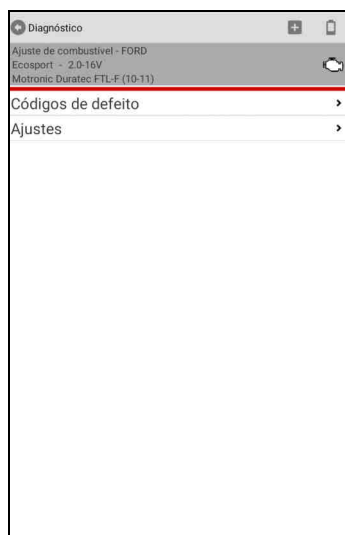 Diagnóstico
Ajuste de combustível - FORD
Ecosport - 2.0-16V
Motronic Duratec FTL-F (10-11)
Códigos de defeito
Ajustes